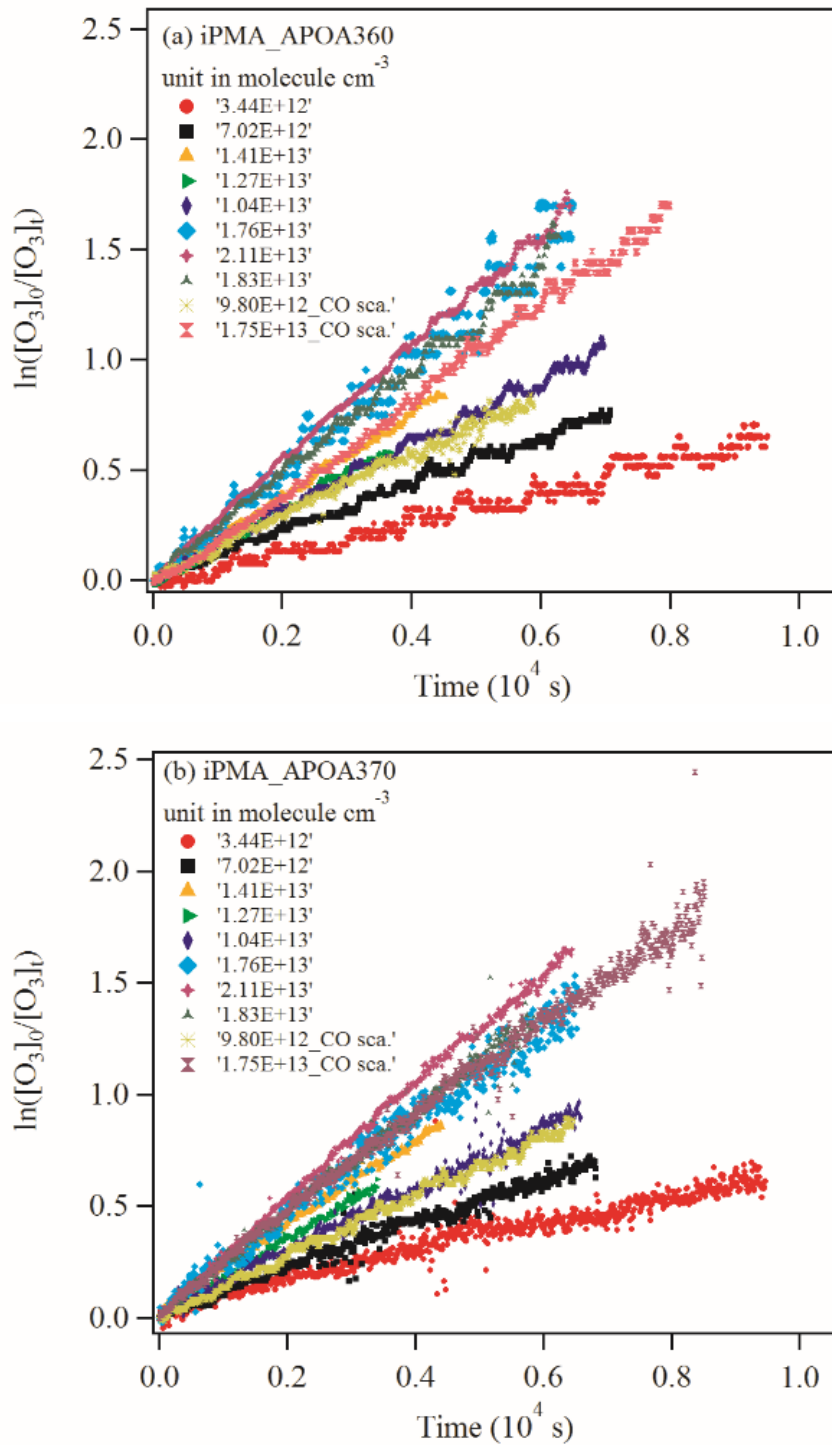 2.5
(a) iPMA_APOA360
unit in molecule cm-3
'3.44E+12'
2.0
'7.02E+12'
'1.41E+13'
'1.27E+13'
'1.04E+13'
1.5
'1.76E+13'
'2.11E+13'
'1.83E+13'
'9.80E+12_CO sca.'
'1.75E+13_CO sca.'
1.0
0.5
0.0
ln([O3]0/[O3]t)
0.0 0.2 0.4 0.6 0.8 1.0
Time (10^4 s)
2.5
(b) iPMA_APOA370
unit in molecule cm-3
'3.44E+12'
'7.02E+12'
2.0
'1.41E+13'
'1.27E+13'
'1.04E+13'
'1.76E+13'
1.5
'2.11E+13'
'1.83E+13'
'9.80E+12_CO sca.'
'1.75E+13_CO sca.'
1.0
0.5
0.0
ln([O3]0/[O3]t)
0.0 0.2 0.4 0.6 0.8 1.0
Time (10^4 s)